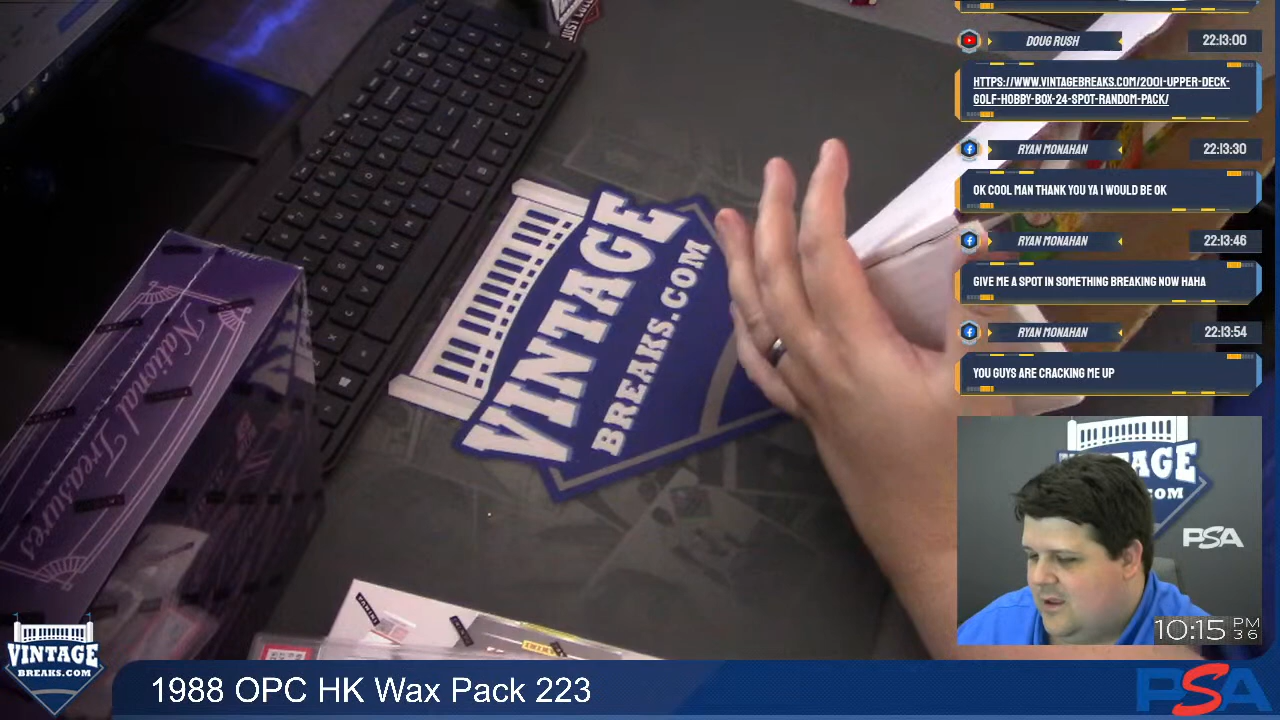 JUST
VINTAGE
BREAKS.COM
National Treasures
DOUG RUSH
22:13:00
HTTPS://WWW.VINTAGEBREAKS.COM/2001-UPPER-DECK-
GOLF-HOBBY-BOX-24-SPOT-RANDOM-PACK/
RYAN MONAHAN
22:13:30
OK COOL MAN THANK YOU YA I WOULD BE OK
RYAN MONAHAN
22:13:46
GIVE ME A SPOT IN SOMETHING BREAKING NOW HAHA
RYAN MONAHAN
22:13:54
YOU GUYS ARE CRACKING ME UP
PSA
10:15 PM
36
VINTAGE
BREAKS.COM
1988 OPC HK Wax Pack 223
PSA